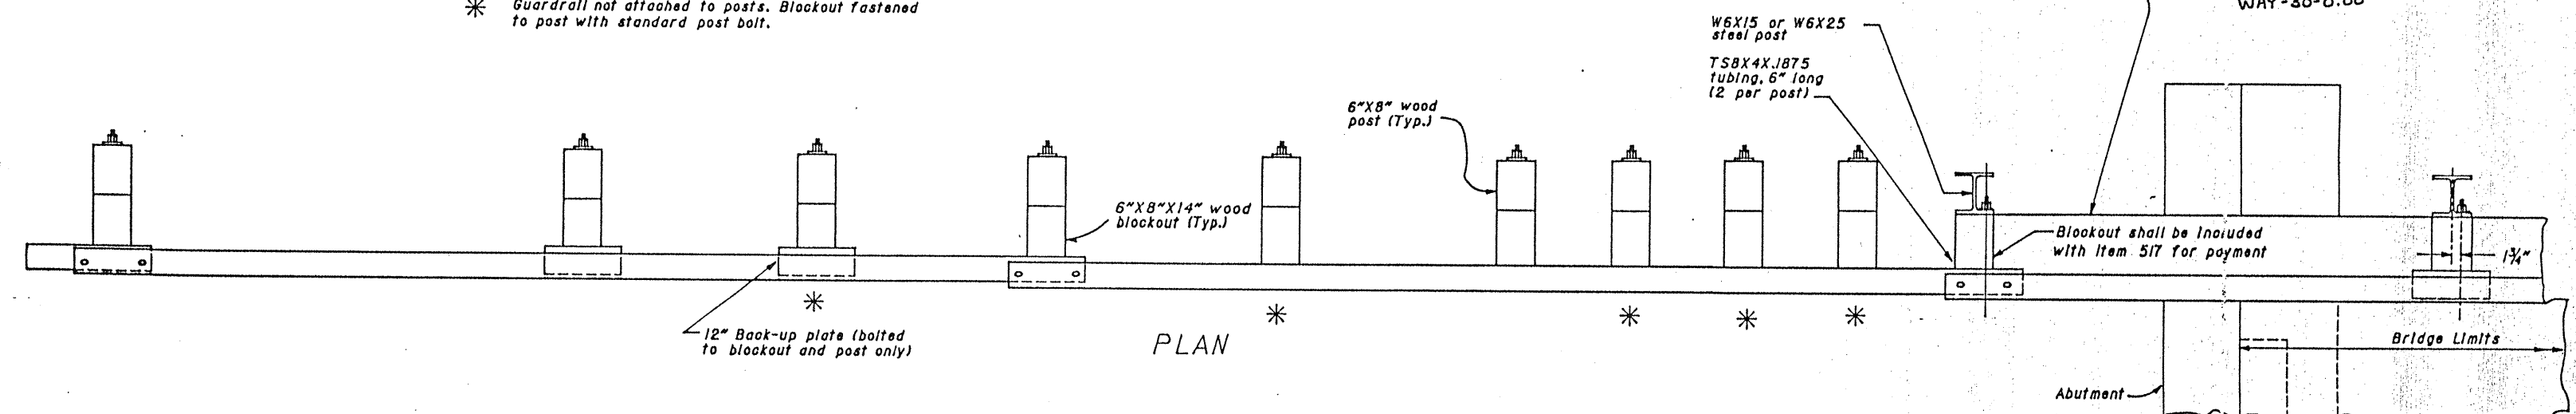 * Guardrail not attached to posts. Blockout fastened
to post with standard post bolt.
W6X15 or W6X25
steel post
TS8X4X.1875
tubing, 6" long
(2 per post)
6"X8" wood
post (Typ.)
6"X8"X14" wood
blockout (Typ.)
Blockout shall be included
with Item 517 for payment
1¾"
* * * * *
12" Back-up plate (bolted
to blockout and post only)
PLAN
Bridge Limits
Abutment